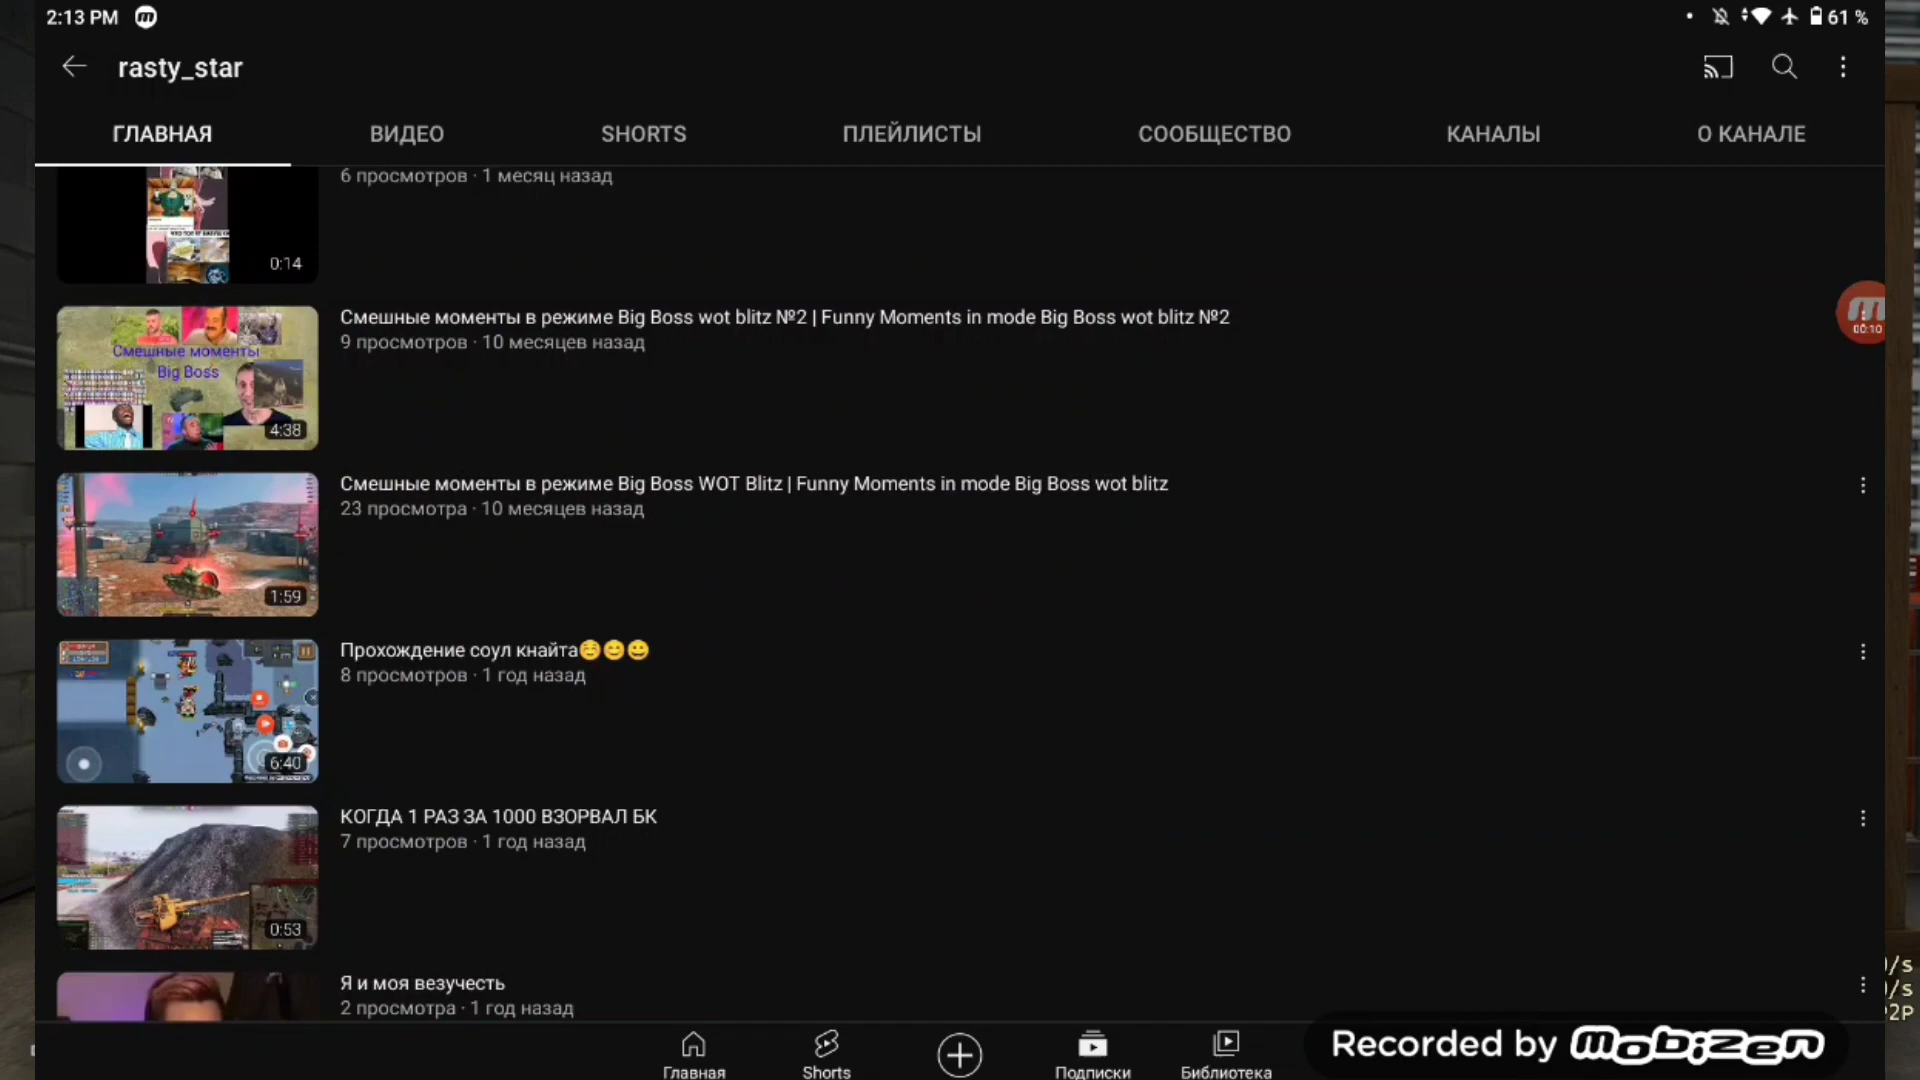 2:13 PM
61 %
rasty_star
ГЛАВНАЯ
ВИДЕО
SHORTS
ПЛЕЙЛИСТЫ
СООБЩЕСТВО
КАНАЛЫ
О КАНАЛЕ
6 просмотров · 1 месяц назад
0:14
Смешные моменты в режиме Big Boss wot blitz №2 | Funny Moments in mode Big Boss wot blitz №2
9 просмотров · 10 месяцев назад
00:10
Смешные моменты
Big Boss
4:38
Смешные моменты в режиме Big Boss WOT Blitz | Funny Moments in mode Big Boss wot blitz
23 просмотра · 10 месяцев назад
1:59
Прохождение соул кнайта☺️😊😀
8 просмотров · 1 год назад
6:40
КОГДА 1 РАЗ ЗА 1000 ВЗОРВАЛ БК
7 просмотров · 1 год назад
0:53
Я и моя везучесть
2 просмотра · 1 год назад
/s
/s
2P
Главная
Shorts
Подписки
Библиотека
Recorded by mobizen